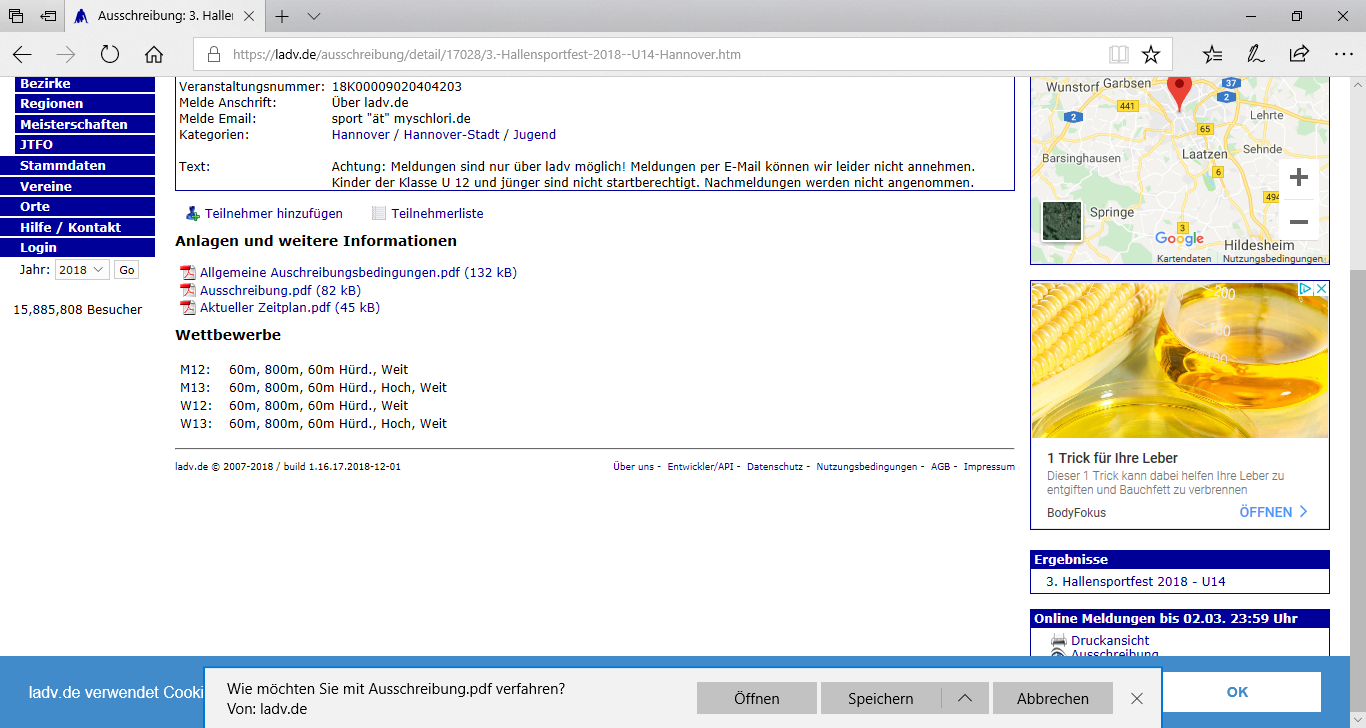 Ausschreibung: 3. Haller
https://ladv.de/ausschreibung/detail/17028/3.-Hallensportfest-2018--U14-Hannover.htm
Bezirke
Regionen
Meisterschaften
JTFO
Stammdaten
Vereine
Orte
Hilfe / Kontakt
Login
Jahr: 2018 Go
15,885,808 Besucher
Veranstaltungsnummer: 18K00009020404203
Melde Anschrift: Über ladv.de
Melde Email: sport "ät" myschlori.de
Kategorien: Hannover / Hannover-Stadt / Jugend
Text: Achtung: Meldungen sind nur über ladv möglich! Meldungen per E-Mail können wir leider nicht annehmen.
Kinder der Klasse U 12 und jünger sind nicht startberechtigt. Nachmeldungen werden nicht angenommen.
Teilnehmer hinzufügen Teilnehmerliste
Anlagen und weitere Informationen
Allgemeine Auschreibungsbedingungen.pdf (132 kB)
Ausschreibung.pdf (82 kB)
Aktueller Zeitplan.pdf (45 kB)
Wettbewerbe
M12: 60m, 800m, 60m Hürd., Weit
M13: 60m, 800m, 60m Hürd., Hoch, Weit
W12: 60m, 800m, 60m Hürd., Weit
W13: 60m, 800m, 60m Hürd., Hoch, Weit
ladv.de © 2007-2018 / build 1.16.17.2018-12-01
Über uns - Entwickler/API - Datenschutz - Nutzungsbedingungen - AGB - Impressum
Wunstorf Garbsen 37
2
441
2
65
Lehrte
Barsinghausen
Laatzen
Sehnde
6
494
Springe
3
Google
Hildesheim
Kartendaten Nutzungsbedingungen
200
1 Trick für Ihre Leber
Dieser 1 Trick kann dabei helfen Ihre Leber zu
entgiften und Bauchfett zu verbrennen
BodyFokus ÖFFNEN
Ergebnisse
3. Hallensportfest 2018 - U14
Online Meldungen bis 02.03. 23:59 Uhr
Druckansicht
Ausschreibung
ladv.de verwendet Cooki
Wie möchten Sie mit Ausschreibung.pdf verfahren?
Von: ladv.de
Öffnen Speichern Abbrechen
OK